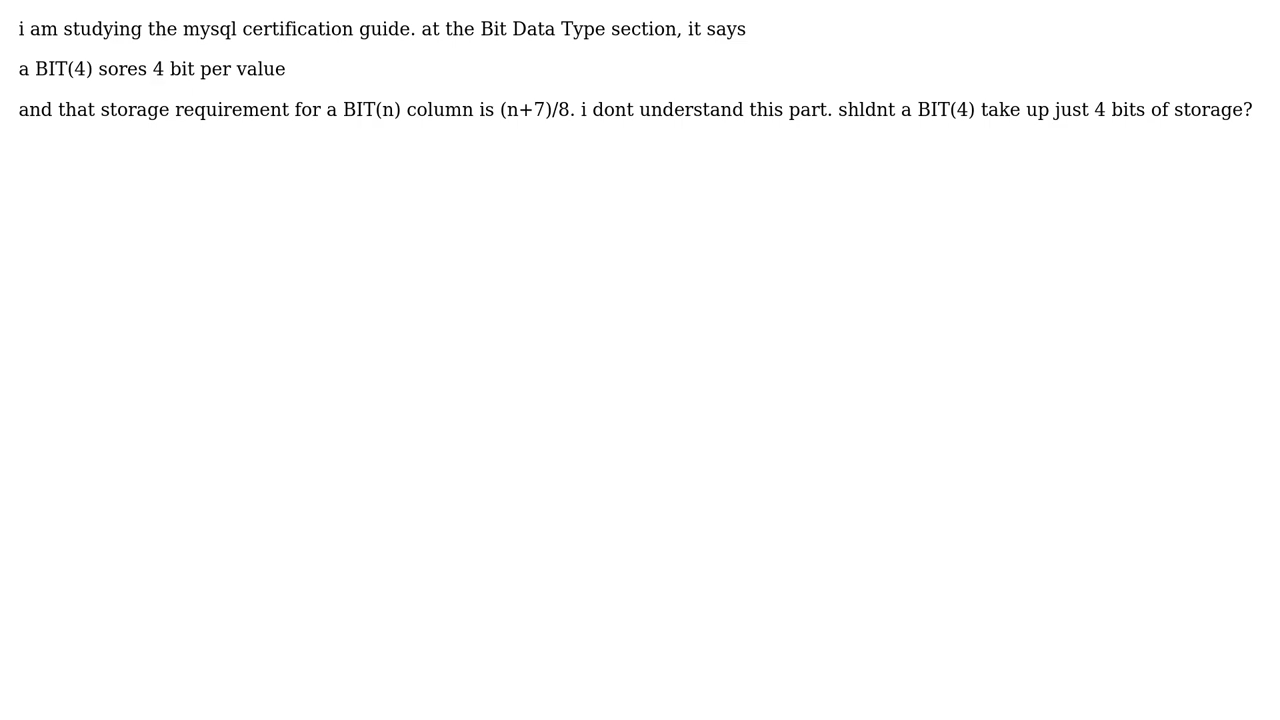 i am studying the mysql certification guide. at the Bit Data Type section, it says
a BIT(4) sores 4 bit per value
and that storage requirement for a BIT(n) column is (n+7)/8. i dont understand this part. shldnt a BIT(4) take up just 4 bits of storage?